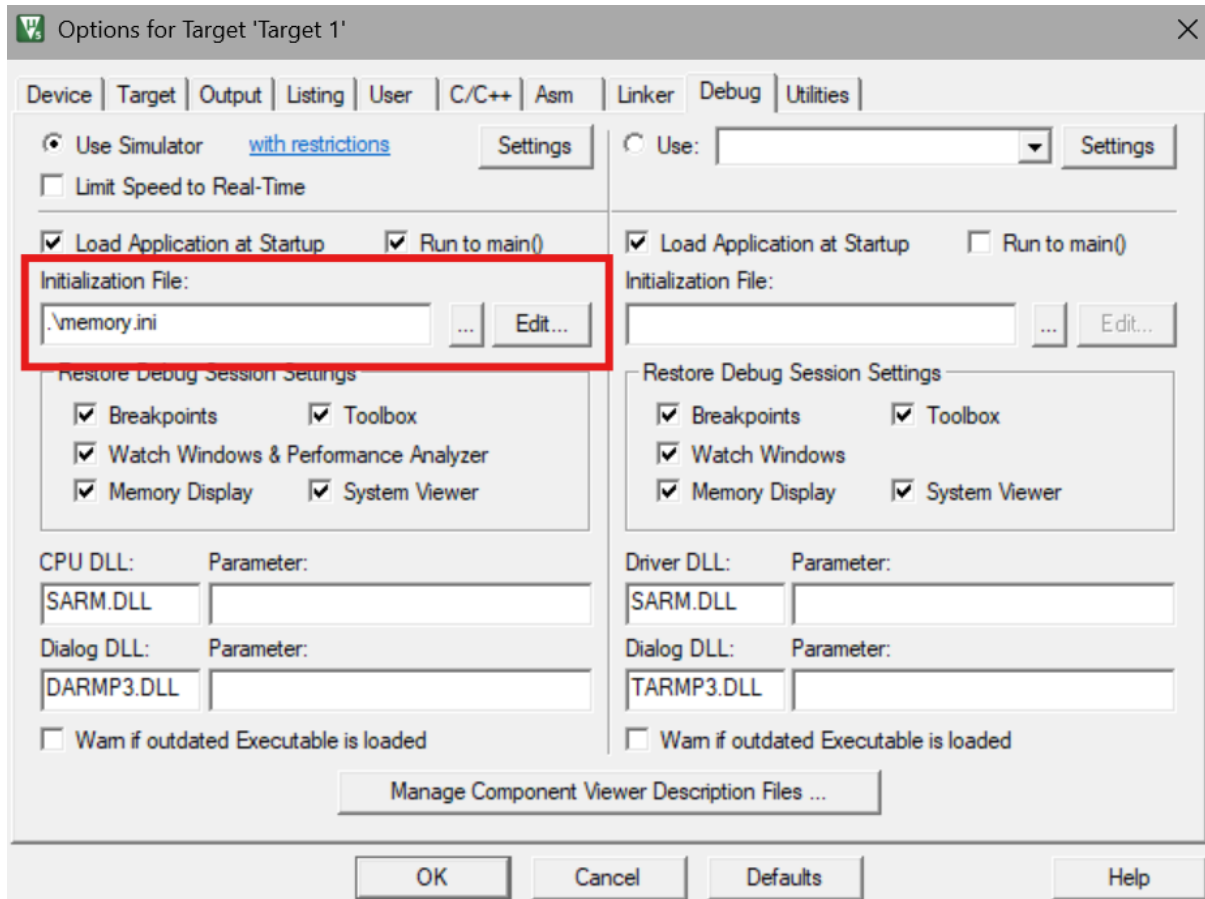 Options for Target 'Target 1'
Device Target Output Listing User C/C++ Asm Linker Debug Utilities
Use Simulator with restrictions Settings
Limit Speed to Real-Time
Load Application at Startup Run to main()
Initialization File:
.\memory.ini ... Edit...
Restore Debug Session Settings
Breakpoints Toolbox
Watch Windows & Performance Analyzer
Memory Display System Viewer
CPU DLL: Parameter:
SARM.DLL
Dialog DLL: Parameter:
DARMP3.DLL
Warn if outdated Executable is loaded
Use: Settings
Load Application at Startup Run to main()
Initialization File:
... Edit...
Restore Debug Session Settings
Breakpoints Toolbox
Watch Windows
Memory Display System Viewer
Driver DLL: Parameter:
SARM.DLL
Dialog DLL: Parameter:
TARMP3.DLL
Warn if outdated Executable is loaded
Manage Component Viewer Description Files ...
OK Cancel Defaults Help